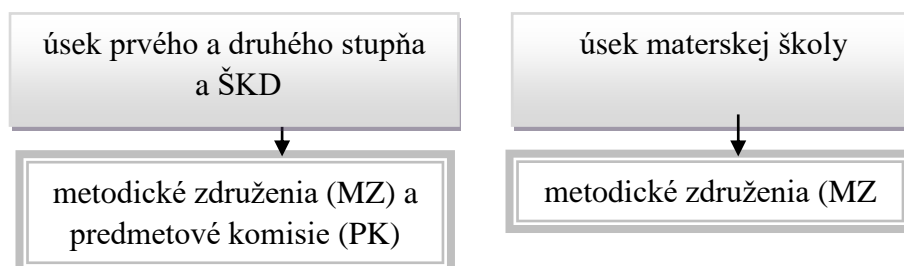 úsek prvého a druhého stupňa
a ŠKD
úsek materskej školy
metodické združenia (MZ) a
predmetové komisie (PK)
metodické združenia (MZ